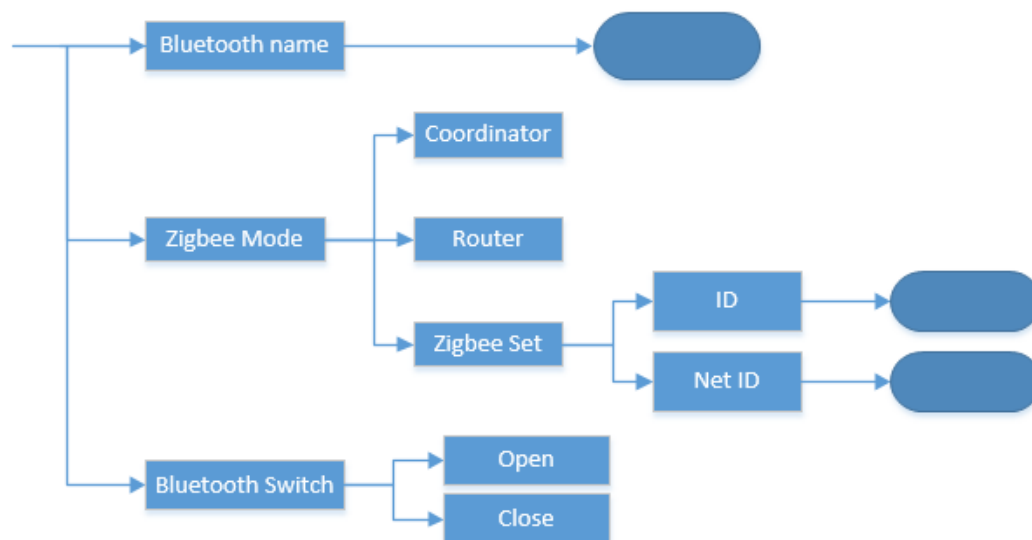 Bluetooth name
Coordinator
Zigbee Mode
Router
Zigbee Set
ID
Net ID
Bluetooth Switch
Open
Close